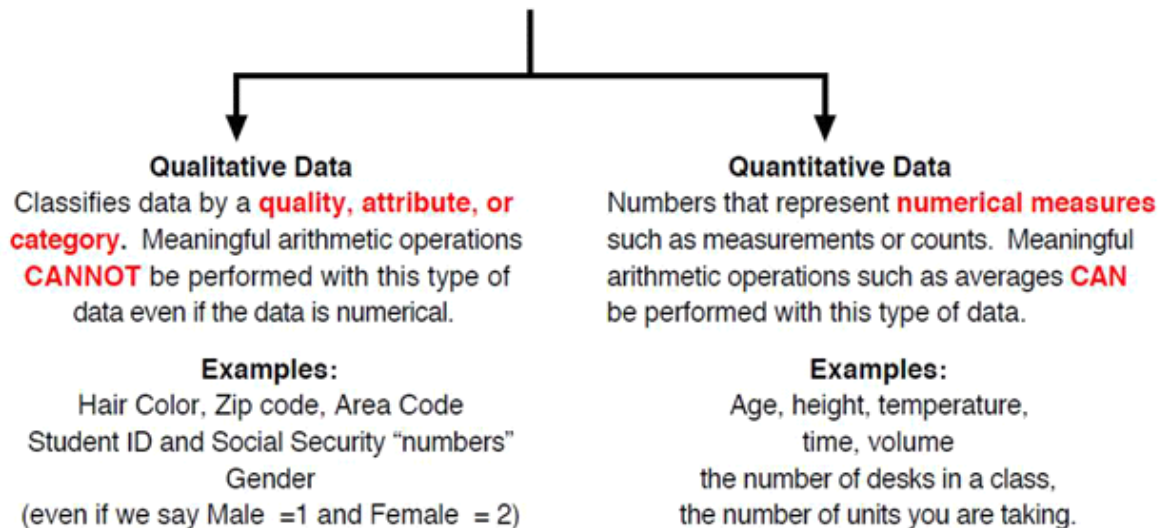 Qualitative Data
Classifies data by a quality, attribute, or
category. Meaningful arithmetic operations
CANNOT be performed with this type of
data even if the data is numerical.
Examples:
Hair Color, Zip code, Area Code
Student ID and Social Security “numbers”
Gender
(even if we say Male =1 and Female = 2)
Quantitative Data
Numbers that represent numerical measures
such as measurements or counts. Meaningful
arithmetic operations such as averages CAN
be performed with this type of data.
Examples:
Age, height, temperature,
time, volume
the number of desks in a class,
the number of units you are taking.